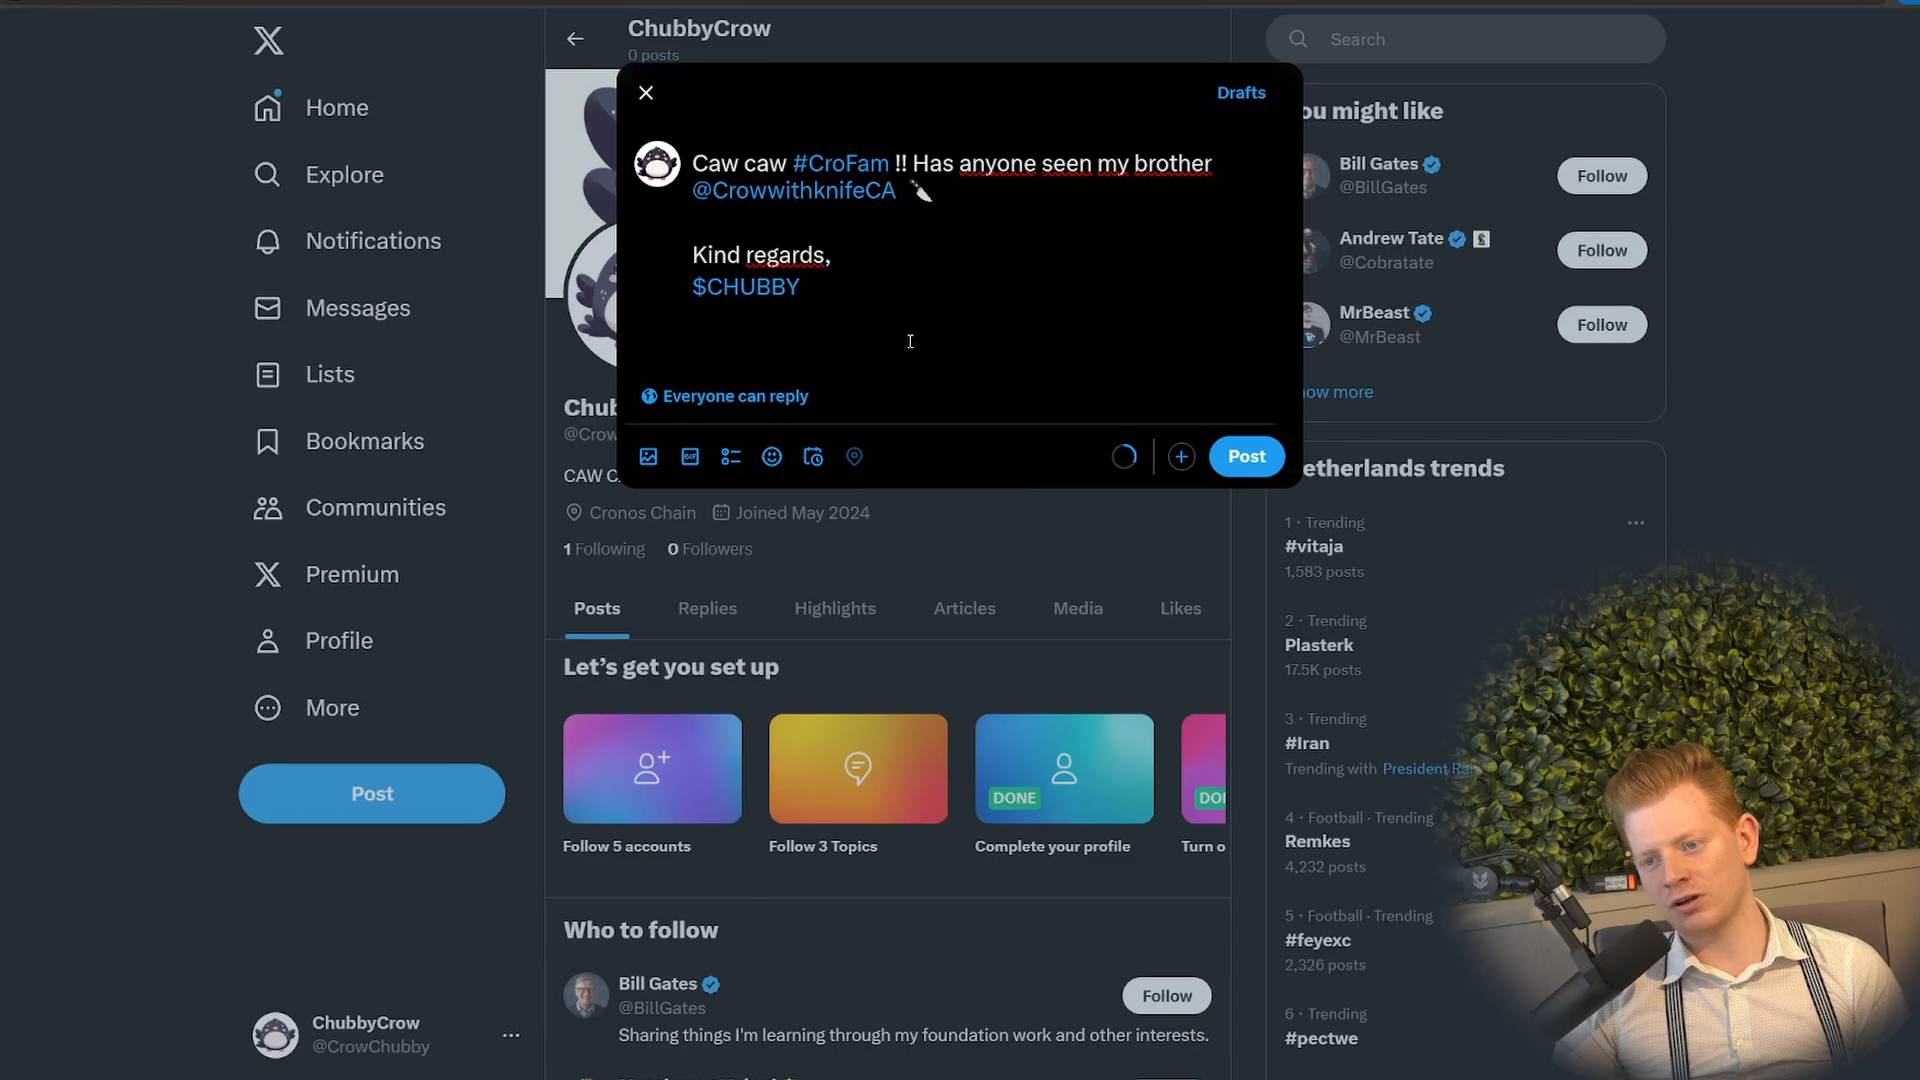 ChubbyCrow
0 posts
Search
Home
Explore
Notifications
Messages
Lists
Bookmarks
Communities
Premium
Profile
More
Post
ChubbyCrow
@CrowChubby
Drafts
Caw caw #CroFam !! Has anyone seen my brother
@CrowwithknifeCA
Kind regards,
$CHUBBY
Everyone can reply
GIF
Post
Chub
@Crow
CAW C
Cronos Chain Joined May 2024
1 Following 0 Followers
Posts Replies Highlights Articles Media Likes
Let's get you set up
DONE
DO
Follow 5 accounts
Follow 3 Topics
Complete your profile
Turn o
Who to follow
Bill Gates
@BillGates
Follow
Sharing things I'm learning through my foundation work and other interests.
ou might like
Bill Gates
@BillGates
Follow
Andrew Tate
@Cobratate
Follow
MrBeast
@MrBeast
Follow
how more
etherlands trends
1 · Trending
#vitaja
1,583 posts
2 · Trending
Plasterk
17.5K posts
3 · Trending
#Iran
Trending with President Ra
4 · Football · Trending
Remkes
4,232 posts
5 · Football · Trending
#feyexc
2,326 posts
6 · Trending
#pectwe